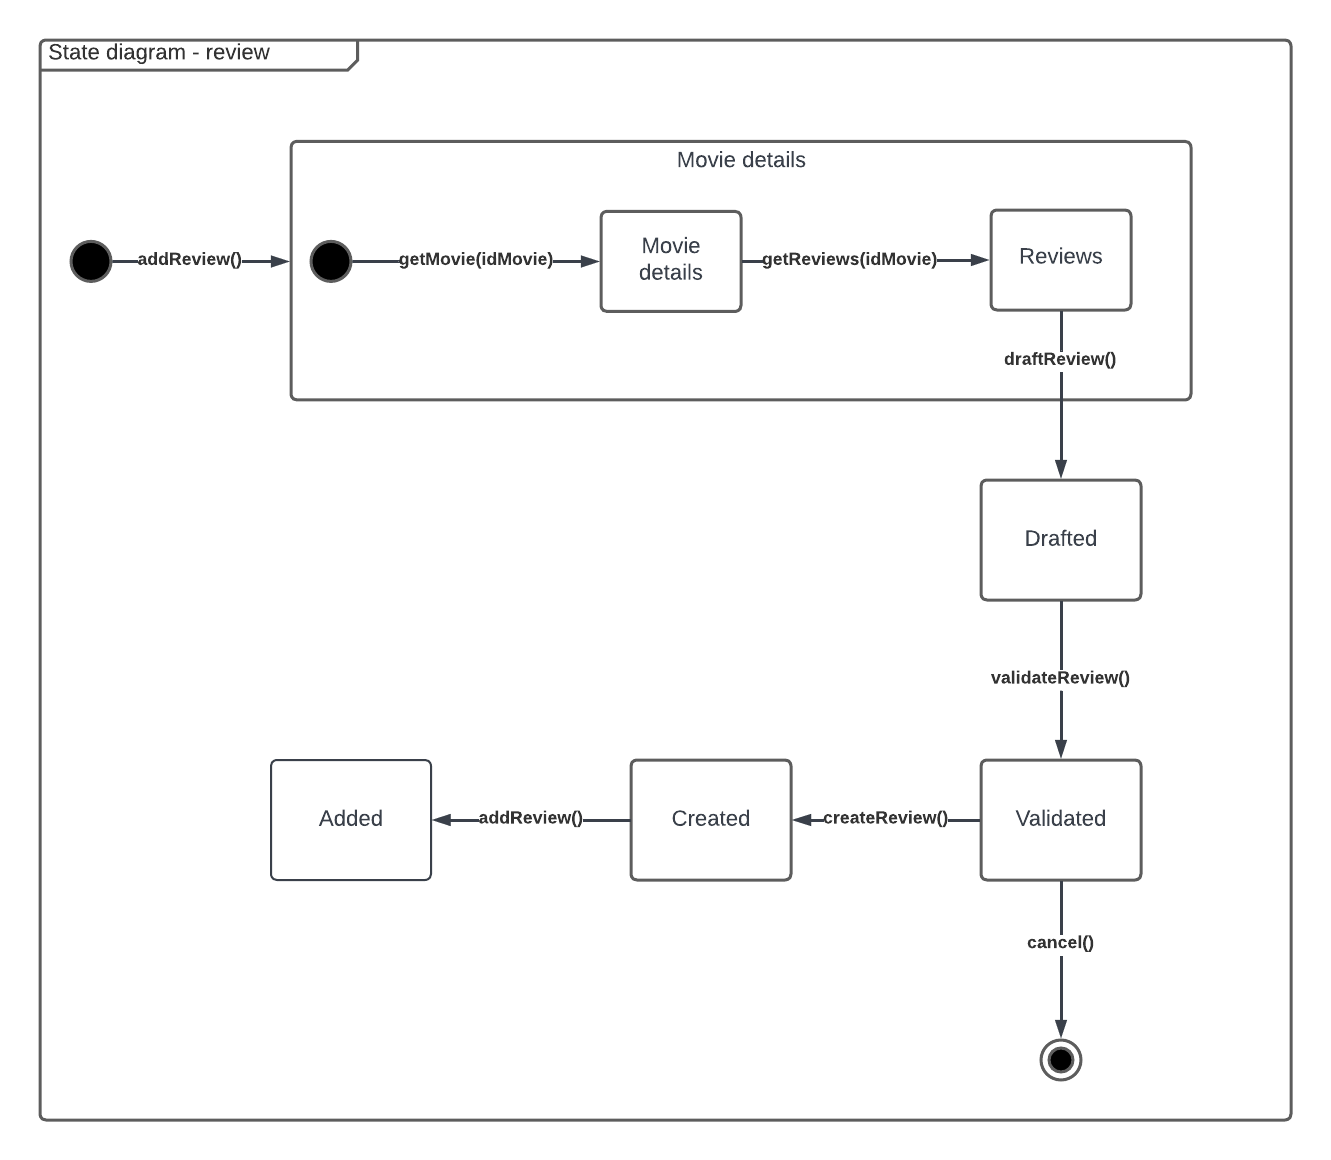 State diagram - review
Movie details
addReview()
getMovie(idMovie)
Movie
details
getReviews(idMovie)
Reviews
draftReview()
Drafted
validateReview()
Added
addReview()
Created
createReview()
Validated
cancel()